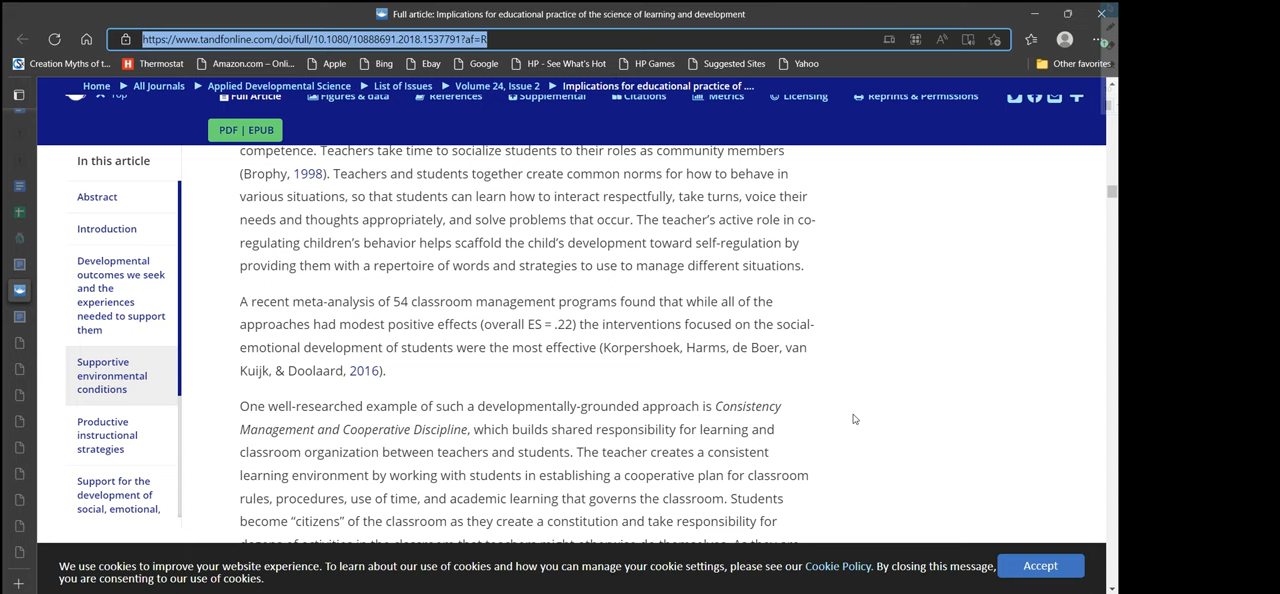 Full article: Implications for educational practice of the science of learning and development
https://www.tandfonline.com/doi/full/10.1080/10888691.2018.1537791?af=R
Creation Myths of t... Thermostat Amazon.com – Onli... Apple Bing Ebay Google HP - See What's Hot HP Games Suggested Sites Yahoo Other favorites
Home All Journals Applied Developmental Science List of Issues Volume 24, Issue 2 Implications for educational practice of ....
Top Full Article Figures & data References Supplemental Citations Metrics Licensing Reprints & Permissions
PDF | EPUB
In this article
Abstract
Introduction
Developmental
outcomes we seek
and the
experiences
needed to support
them
Supportive
environmental
conditions
Productive
instructional
strategies
Support for the
development of
social, emotional,
competence. Teachers take time to socialize students to their roles as community members
(Brophy, 1998). Teachers and students together create common norms for how to behave in
various situations, so that students can learn how to interact respectfully, take turns, voice their
needs and thoughts appropriately, and solve problems that occur. The teacher's active role in co-
regulating children's behavior helps scaffold the child's development toward self-regulation by
providing them with a repertoire of words and strategies to use to manage different situations.
A recent meta-analysis of 54 classroom management programs found that while all of the
approaches had modest positive effects (overall ES = .22) the interventions focused on the social-
emotional development of students were the most effective (Korpershoek, Harms, de Boer, van
Kuijk, & Doolaard, 2016).
One well-researched example of such a developmentally-grounded approach is Consistency
Management and Cooperative Discipline, which builds shared responsibility for learning and
classroom organization between teachers and students. The teacher creates a consistent
learning environment by working with students in establishing a cooperative plan for classroom
rules, procedures, use of time, and academic learning that governs the classroom. Students
become “citizens” of the classroom as they create a constitution and take responsibility for
dozens of activities in the classroom that teachers might otherwise do themselves. As they are
We use cookies to improve your website experience. To learn about our use of cookies and how you can manage your cookie settings, please see our Cookie Policy. By closing this message,
you are consenting to our use of cookies.
Accept